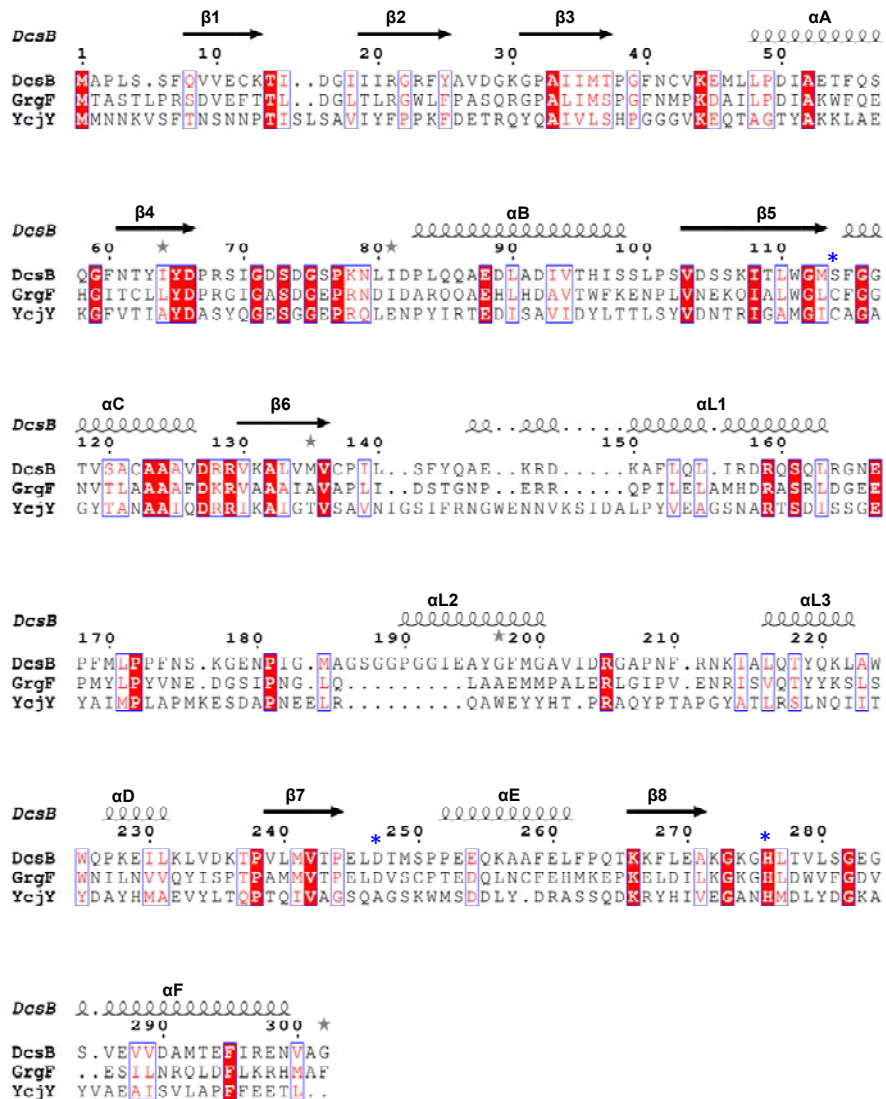 β1 β2 β3 αA
DcsB
1 10 20 30 40 50
DcsB MAPLS.SFQVVECKTI..DGIIIRGRFYAVDGKGPAIIMTPGFNCVKEMLLPDIAETFQS
GrgF MTASTLPRSDVEFTTL..DGLTLRGWLFPASQRGPALIMSPGFNMPKDAILPDIAKWFQE
YcjY MMNNKVSFTNSNNPTISLSAVIYFPPKFDETRQYQAIVLSHPGGGVKEQTAGTYAKKLAE
β4 αB β5
DcsB
60 70 80 90 100 110 *
DcsB QGFNTYIYDPRSIGDSDGSPKNLIDPLQQAEDLADIVTHISSLPSVDSSKITLWGMSFGG
GrgF HGITCLLYDPRGIGASDGEPRNDIDARQQAEHLHDAVTWFKENPLVNEKQIALWGLCFGG
YcjY KGFVTIAYDASYQGESGGEPRQLENPYIRTEDISAVIDYLTTLSYVDNTRIGAMGICAGA
αC β6 αL1
DcsB
120 130 140 150 160
DcsB TVSACAAAVDRRVKALVMVCPIL..SFYQAE..KRD.....KAFLQL.IRDRQSQLRGNE
GrgF NVTLAAAAFDKRVAAAIAVAPLI..DSTGNP..ERR.....QPILELAMHDRASRLDGEE
YcjY GYTANAAIQDRRIKAIGTVSAVNIGSIFRNGWENNVKSIDALPYVEAGSNARTSDISSGE
αL2 αL3
DcsB
170 180 190 200 210 220
DcsB PFMLPPFNS.KGENPIG.MAGSGGPGGIEAYGFMGAVIDRGAPNF.RNKIALQTYQKLAW
GrgF PMYLPYVNE.DGSIPNG.LQ.........LAAEMMPALERLGIPV.ENRISVQTYYKSLS
YcjY YAIMPLAPMKESDAPNEELR.........QAWEYYHT.PRAQYPTAPGYATLRSLNQIIT
αD β7 αE β8
DcsB
230 240 * 250 260 270 * 280
DcsB WQPKEILKLVDKTPVLMVTPELDTMSPPEEQKAAFELFPQTKKFLEAKGKGHLTVLSGEG
GrgF WNILNVVQYISPTPAMMVTPELDVSCPTEDQLNCFEHMKEPKELDILKGKGHLDWVFGDV
YcjY YDAYHMAEVYLTQPTQIVAGSQAGSKWMSDDLY.DRASSQDKRYHIVEGANHMDLYDGKA
αF
DcsB
290 300
DcsB S.VEVVDAMTEFIRENVAG
GrgF ..ESILNRQLDFLKRHMAF
YcjY YVAEAISVLAPFFEETL..